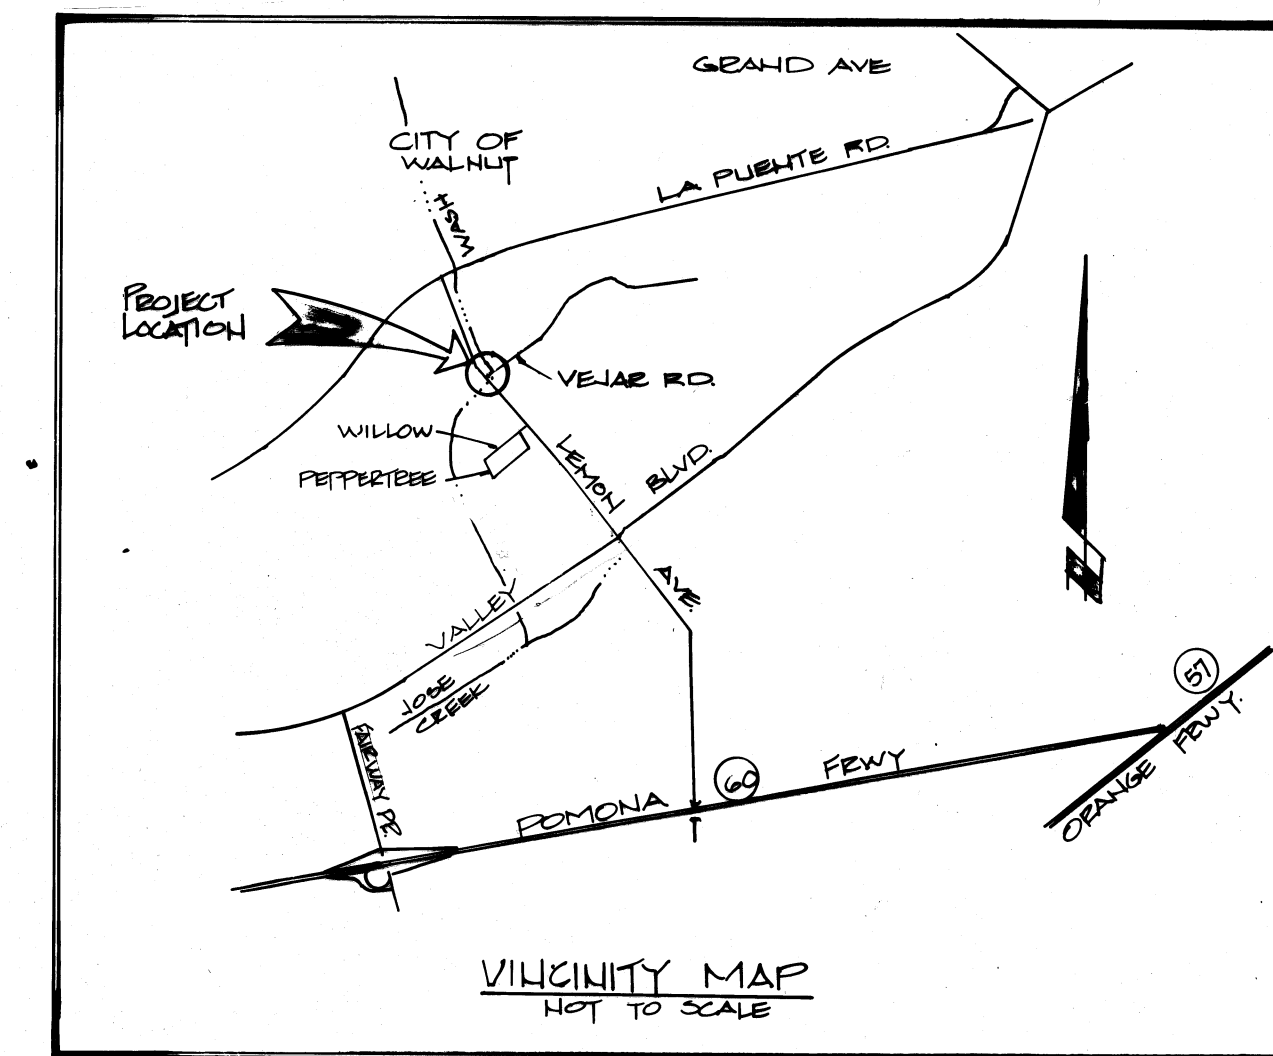 GRAND AVE
CITY OF
WALNUT
LA PUENTE RD.
WASH
PROJECT
LOCATION
VEJAR RD.
WILLOW
PEPPERTREE
LEMON
AVE.
VALLEY
BLVD.
JOSE
CREEK
FAIRWAY DR.
POMONA
60
FRWY
57
ORANGE
FRWY.
VINCINITY MAP
NOT TO SCALE